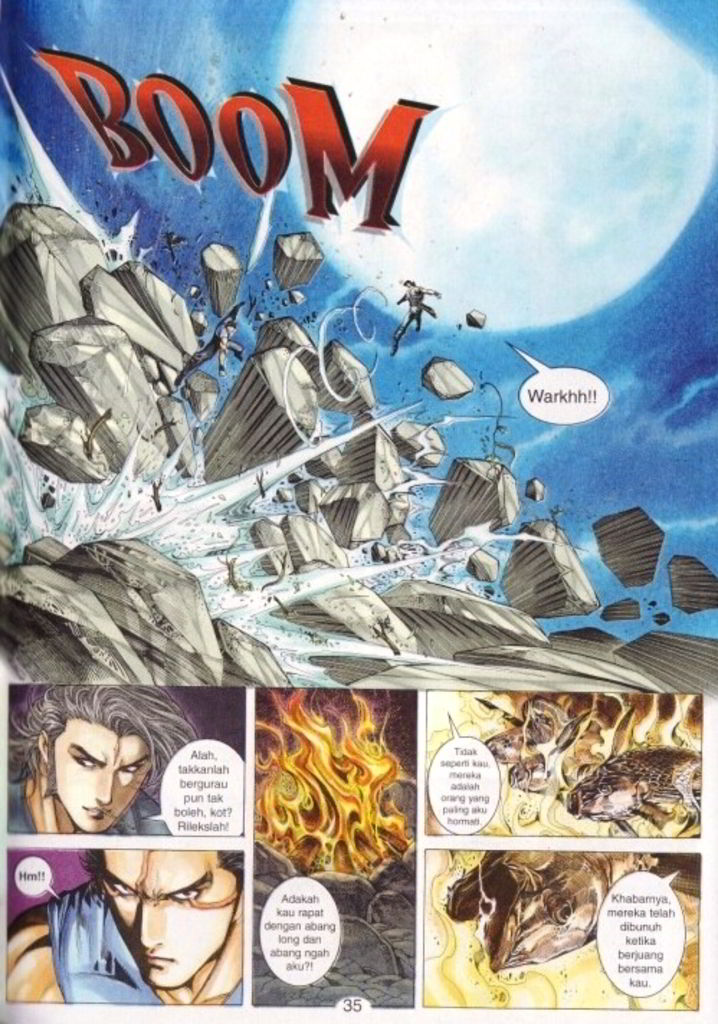 BOOM
Warkhh!!
Alah,
takkanlah
bergurau
pun tak
boleh, kot?
Rilekslah!
Hm!!
Adakah
kau rapat
dengan abang
long dan
abang ngah
aku?!
Tidak
seperti kau,
mereka
adalah
orang yang
paling aku
hormati.
Khabarnya,
mereka telah
dibunuh
ketika
berjuang
bersama
kau.
35